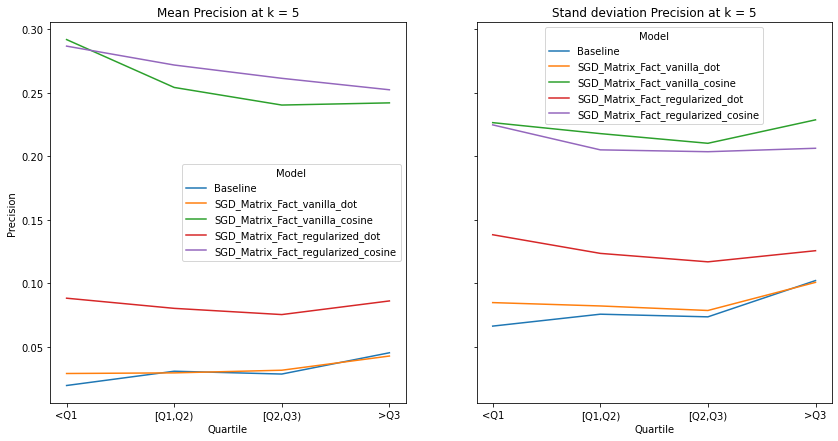 Mean Precision at k = 5
0.30
0.25
0.20
0.15
0.10
0.05
Precision
Model
Baseline
SGD_Matrix_Fact_vanilla_dot
SGD_Matrix_Fact_vanilla_cosine
SGD_Matrix_Fact_regularized_dot
SGD_Matrix_Fact_regularized_cosine
<Q1 [Q1,Q2) [Q2,Q3) >Q3
Quartile
Stand deviation Precision at k = 5
Model
Baseline
SGD_Matrix_Fact_vanilla_dot
SGD_Matrix_Fact_vanilla_cosine
SGD_Matrix_Fact_regularized_dot
SGD_Matrix_Fact_regularized_cosine
<Q1 [Q1,Q2) [Q2,Q3) >Q3
Quartile